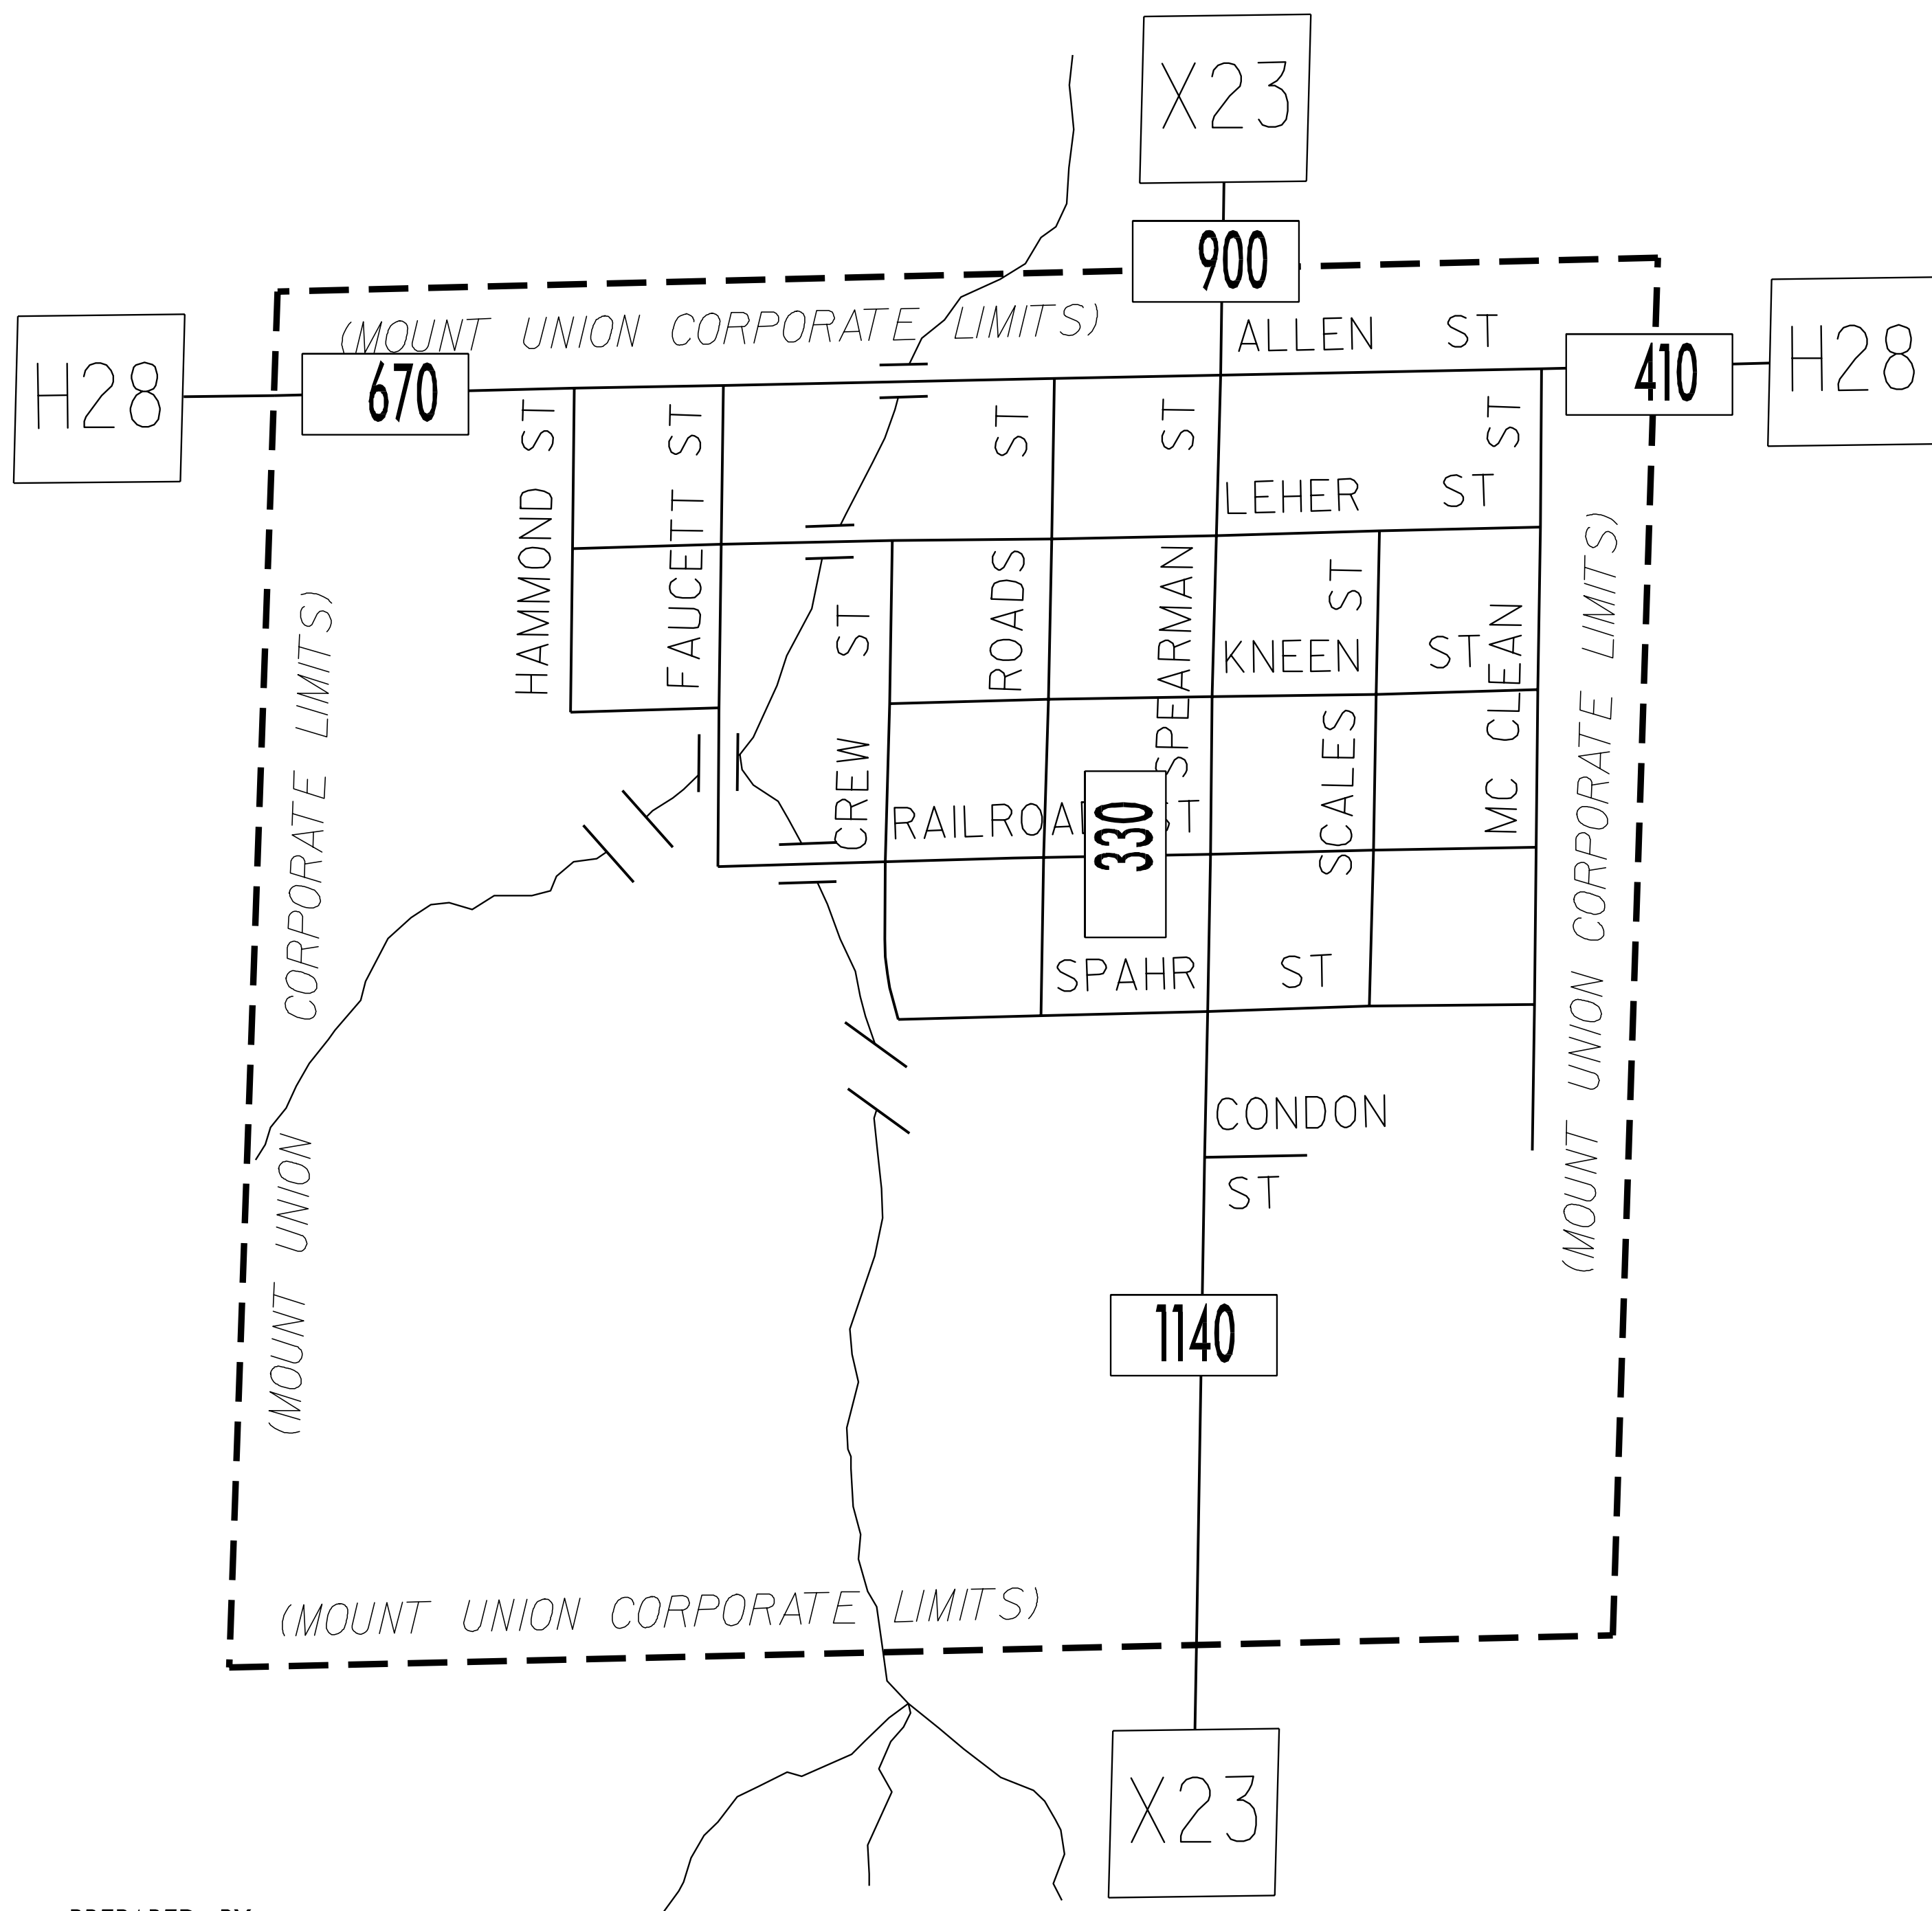 X23
900
(MOUNT UNION CORPORATE LIMITS)
ALLEN ST
H28
670
410
H28
HAMMOND ST
FAUCETT ST
CREW ST
ROADS ST
SPEARMAN ST
LEHER ST
KNEEN ST
SCALES ST
MC CLEAN ST
RAILROAD ST
330
SPAHR ST
CONDON
ST
(MOUNT UNION CORPORATE LIMITS)
(MOUNT UNION CORPORATE LIMITS)
1140
(MOUNT UNION CORPORATE LIMITS)
X23